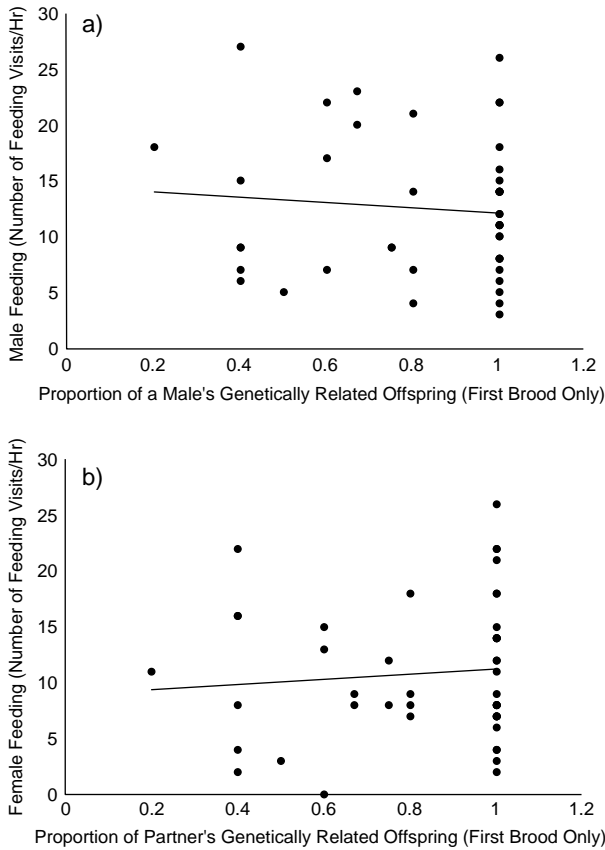 a)
Male Feeding (Number of Feeding Visits/Hr)
30
25
20
15
10
5
0
0 0.2 0.4 0.6 0.8 1 1.2
Proportion of a Male's Genetically Related Offspring (First Brood Only)
b)
Female Feeding (Number of Feeding Visits/Hr)
30
25
20
15
10
5
0
0 0.2 0.4 0.6 0.8 1 1.2
Proportion of Partner's Genetically Related Offspring (First Brood Only)